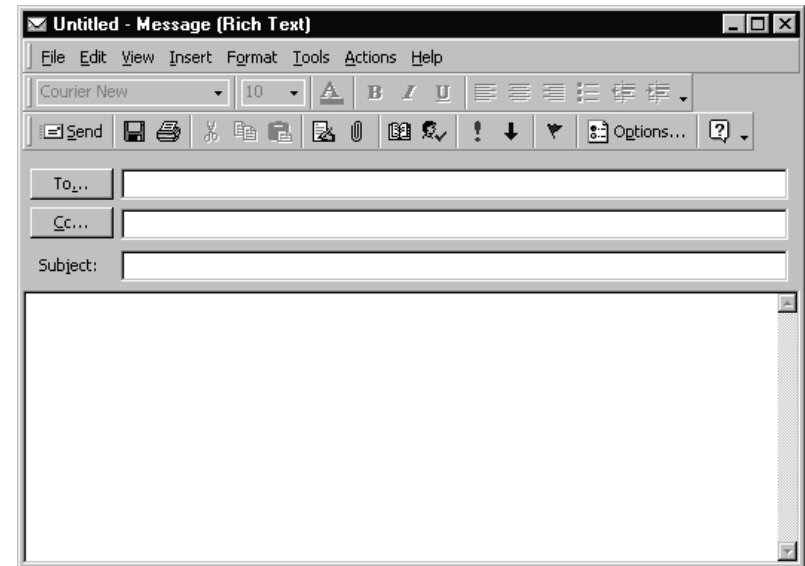 Untitled - Message (Rich Text)
File Edit View Insert Format Tools Actions Help
Courier New 10 A B I U
Send Options...
To...
Cc...
Subject: